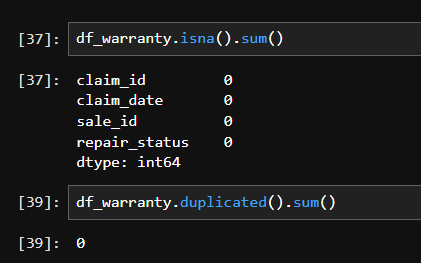 [37]: df_warranty.isna().sum()
[37]: claim_id 0
claim_date 0
sale_id 0
repair_status 0
dtype: int64
[39]: df_warranty.duplicated().sum()
[39]: 0